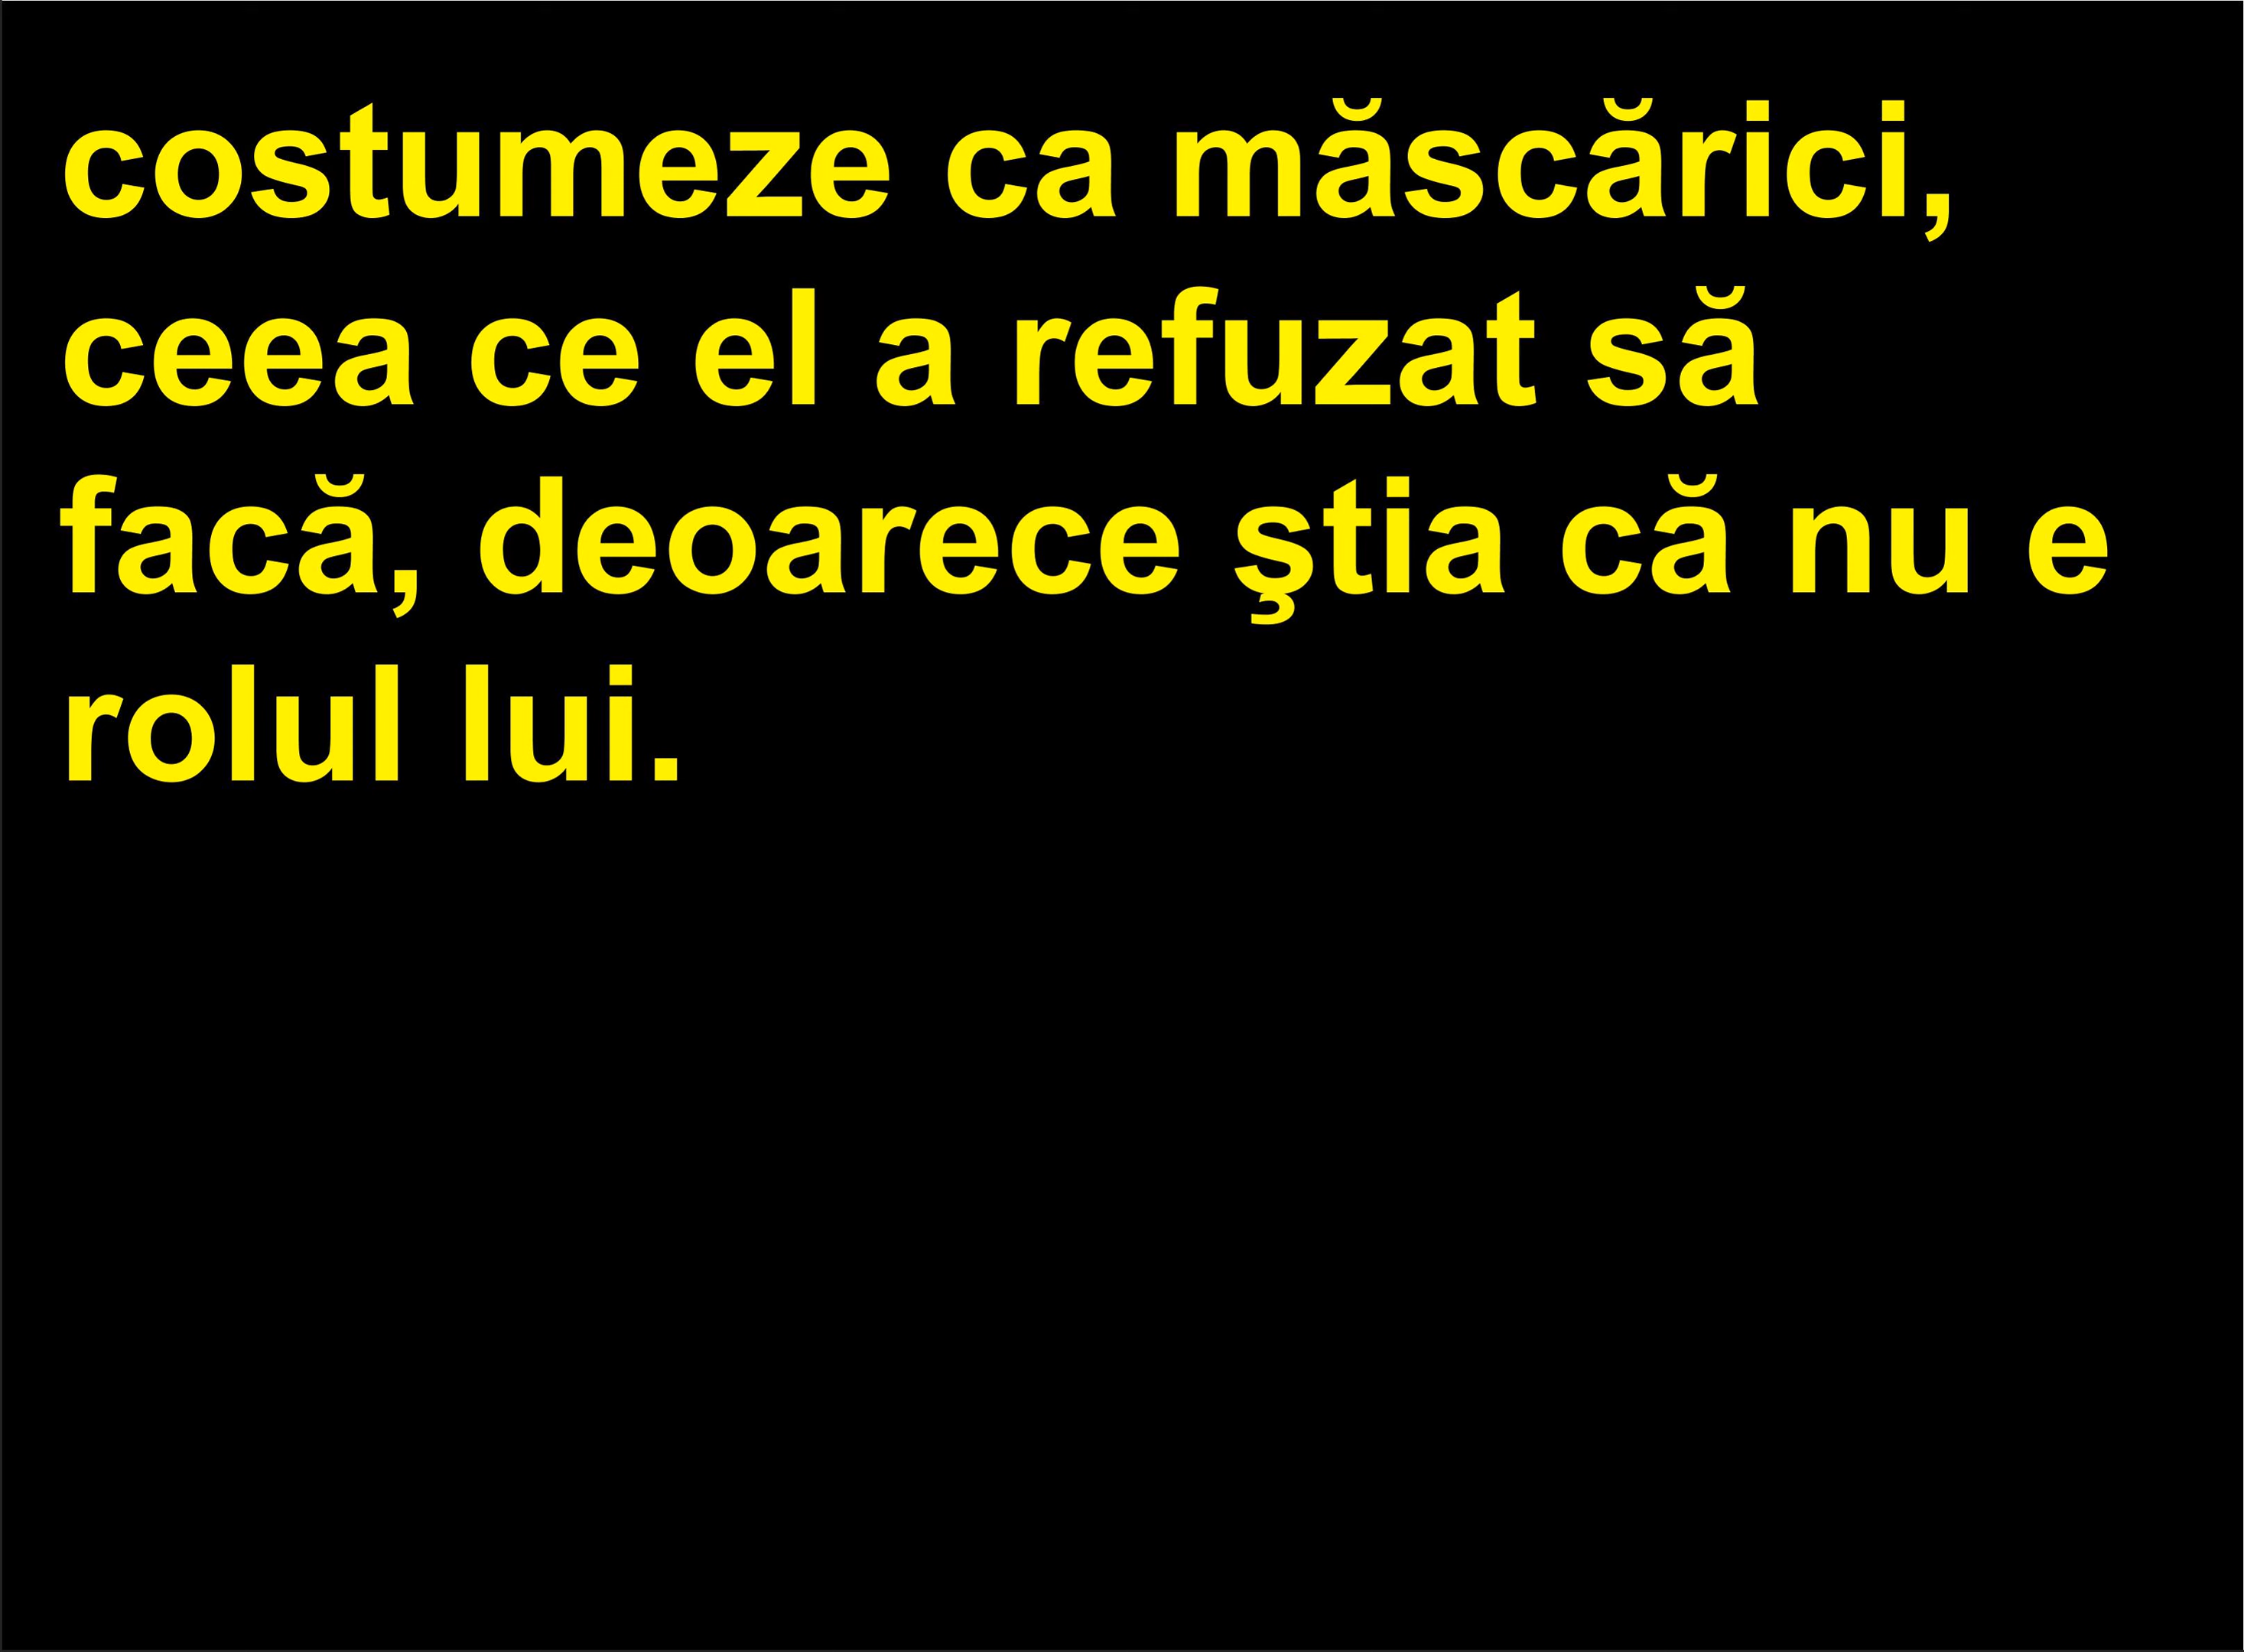 costumeze ca măscărici,
ceea ce el a refuzat să
facă, deoarece ştia că nu e
rolul lui.